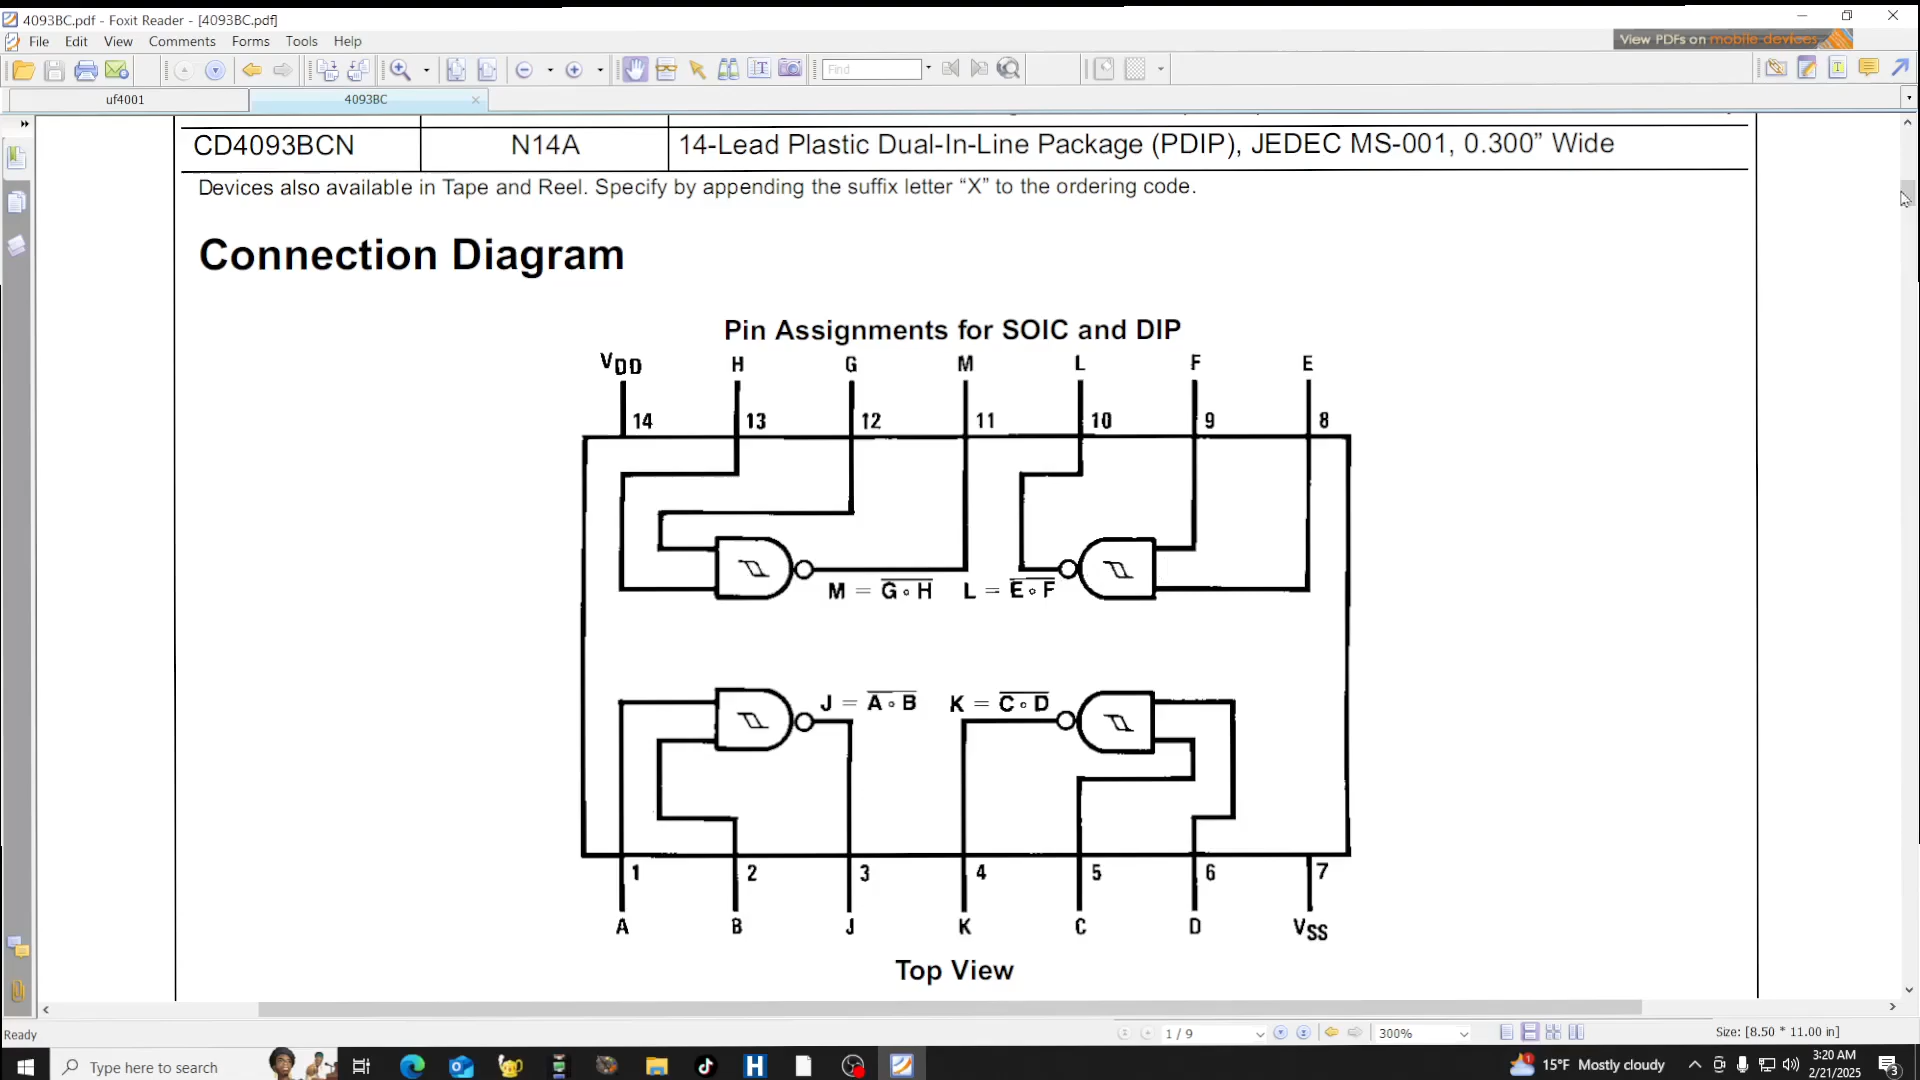 4093BC.pdf - Foxit Reader - [4093BC.pdf]
File Edit View Comments Forms Tools Help
View PDFs on mobile devices
Find
uf4001 4093BC
CD4093BCN N14A 14-Lead Plastic Dual-In-Line Package (PDIP), JEDEC MS-001, 0.300” Wide
Devices also available in Tape and Reel. Specify by appending the suffix letter “X” to the ordering code.
Connection Diagram
Pin Assignments for SOIC and DIP
VDD H G M L F E
14 13 12 11 10 9 8
M = G∘H L = E∘F
J = A∘B K = C∘D
1 2 3 4 5 6 7
A B J K C D VSS
Top View
Ready 1 / 9 300% Size: [8.50 * 11.00 in]
Type here to search 15°F Mostly cloudy 3:20 AM
2/21/2025 3